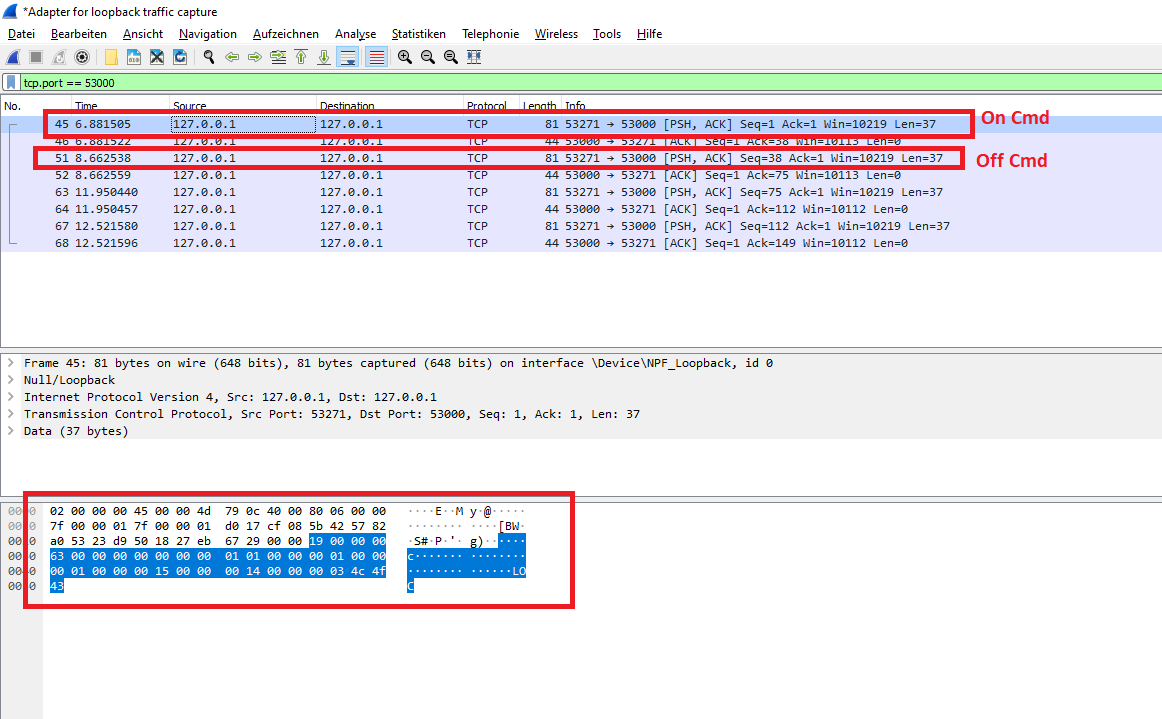 *Adapter for loopback traffic capture
Datei Bearbeiten Ansicht Navigation Aufzeichnen Analyse Statistiken Telephonie Wireless Tools Hilfe
tcp.port == 53000
No. Time Source Destination Protocol Length Info
45 6.881505 127.0.0.1 127.0.0.1 TCP 81 53271 → 53000 [PSH, ACK] Seq=1 Ack=1 Win=10219 Len=37 On Cmd
46 6.881522 127.0.0.1 127.0.0.1 TCP 44 53000 → 53271 [ACK] Seq=1 Ack=38 Win=10113 Len=0
51 8.662538 127.0.0.1 127.0.0.1 TCP 81 53271 → 53000 [PSH, ACK] Seq=38 Ack=1 Win=10219 Len=37 Off Cmd
52 8.662559 127.0.0.1 127.0.0.1 TCP 44 53000 → 53271 [ACK] Seq=1 Ack=75 Win=10113 Len=0
63 11.950440 127.0.0.1 127.0.0.1 TCP 81 53271 → 53000 [PSH, ACK] Seq=75 Ack=1 Win=10219 Len=37
64 11.950457 127.0.0.1 127.0.0.1 TCP 44 53000 → 53271 [ACK] Seq=1 Ack=112 Win=10112 Len=0
67 12.521580 127.0.0.1 127.0.0.1 TCP 81 53271 → 53000 [PSH, ACK] Seq=112 Ack=1 Win=10219 Len=37
68 12.521596 127.0.0.1 127.0.0.1 TCP 44 53000 → 53271 [ACK] Seq=1 Ack=149 Win=10112 Len=0
Frame 45: 81 bytes on wire (648 bits), 81 bytes captured (648 bits) on interface \Device\NPF_Loopback, id 0
Null/Loopback
Internet Protocol Version 4, Src: 127.0.0.1, Dst: 127.0.0.1
Transmission Control Protocol, Src Port: 53271, Dst Port: 53000, Seq: 1, Ack: 1, Len: 37
Data (37 bytes)
0000 02 00 00 00 45 00 00 4d 79 0c 40 00 80 06 00 00 ····E··M y·@·····
0010 7f 00 00 01 7f 00 00 01 d0 17 cf 08 5b 42 57 82 ········ ····[BW·
0020 a0 53 23 d9 50 18 27 eb 67 29 00 00 19 00 00 00 ·S#·P·'· g)······
0030 63 00 00 00 00 00 00 00 01 01 00 00 00 01 00 00 c······· ········
0040 00 01 00 00 00 15 00 00 00 14 00 00 00 03 4c 4f ········ ······LO
0050 43 C